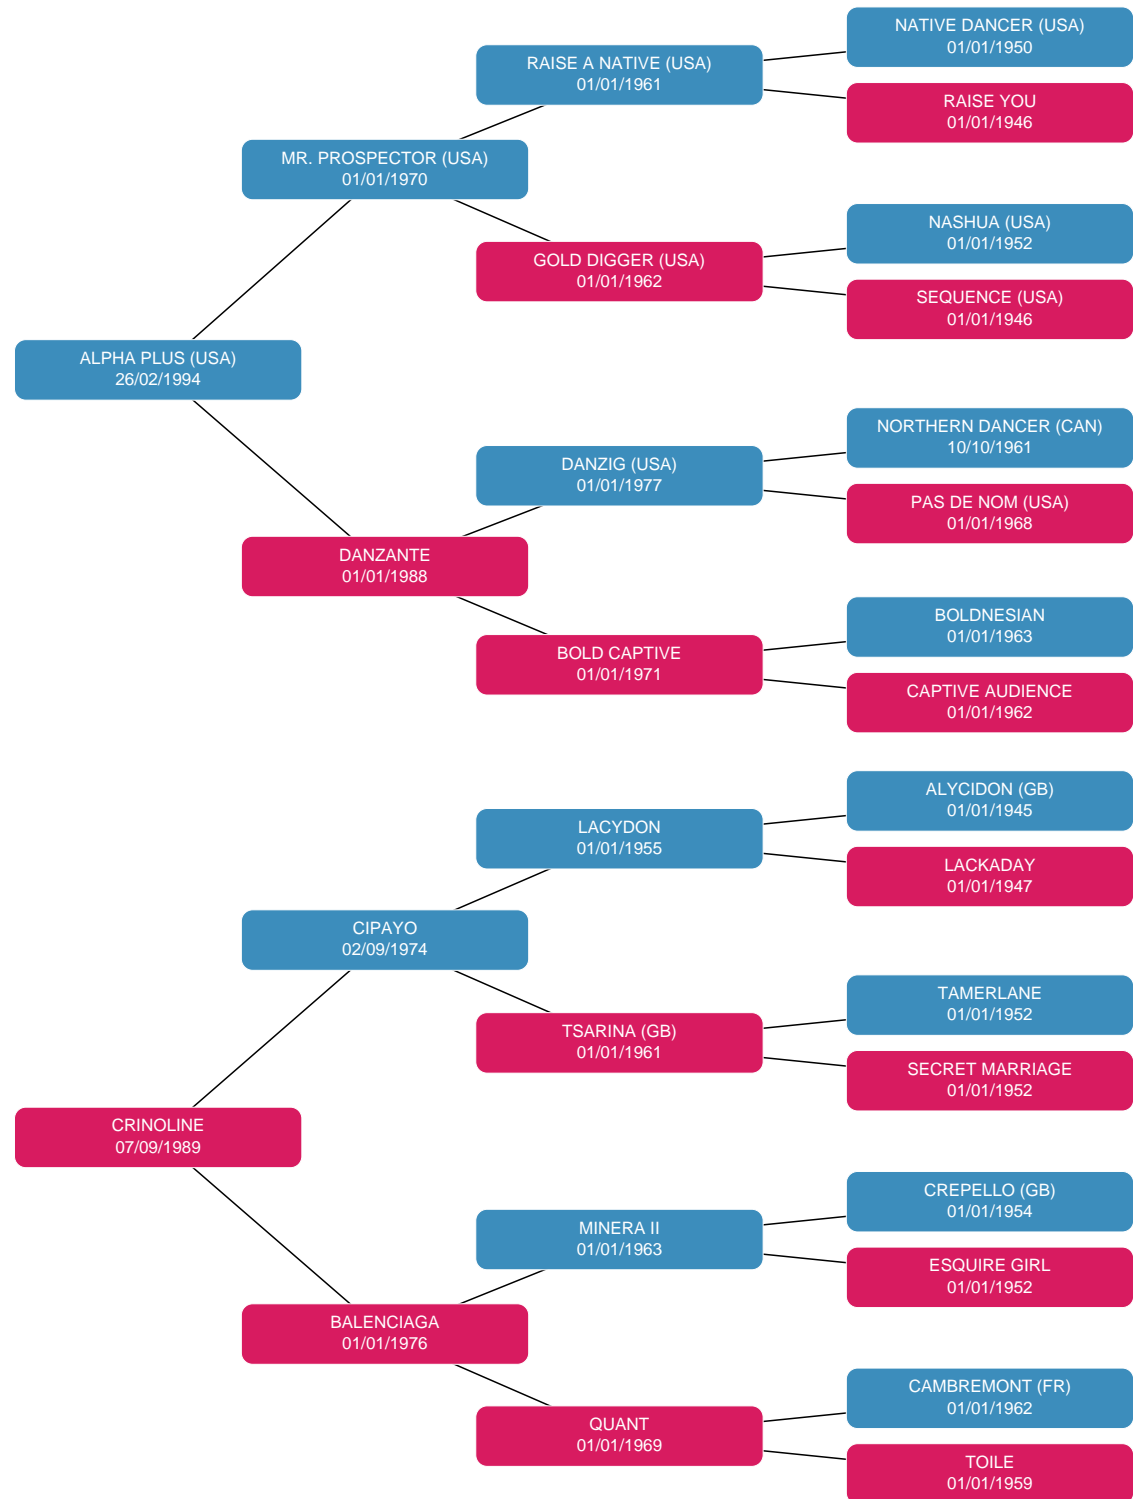 NATIVE DANCER (USA)
01/01/1950
RAISE A NATIVE (USA)
01/01/1961
RAISE YOU
01/01/1946
MR. PROSPECTOR (USA)
01/01/1970
NASHUA (USA)
01/01/1952
GOLD DIGGER (USA)
01/01/1962
SEQUENCE (USA)
01/01/1946
ALPHA PLUS (USA)
26/02/1994
NORTHERN DANCER (CAN)
10/10/1961
DANZIG (USA)
01/01/1977
PAS DE NOM (USA)
01/01/1968
DANZANTE
01/01/1988
BOLDNESIAN
01/01/1963
BOLD CAPTIVE
01/01/1971
CAPTIVE AUDIENCE
01/01/1962
ALYCIDON (GB)
01/01/1945
LACYDON
01/01/1955
LACKADAY
01/01/1947
CIPAYO
02/09/1974
TAMERLANE
01/01/1952
TSARINA (GB)
01/01/1961
SECRET MARRIAGE
01/01/1952
CRINOLINE
07/09/1989
CREPELLO (GB)
01/01/1954
MINERA II
01/01/1963
ESQUIRE GIRL
01/01/1952
BALENCIAGA
01/01/1976
CAMBREMONT (FR)
01/01/1962
QUANT
01/01/1969
TOILE
01/01/1959